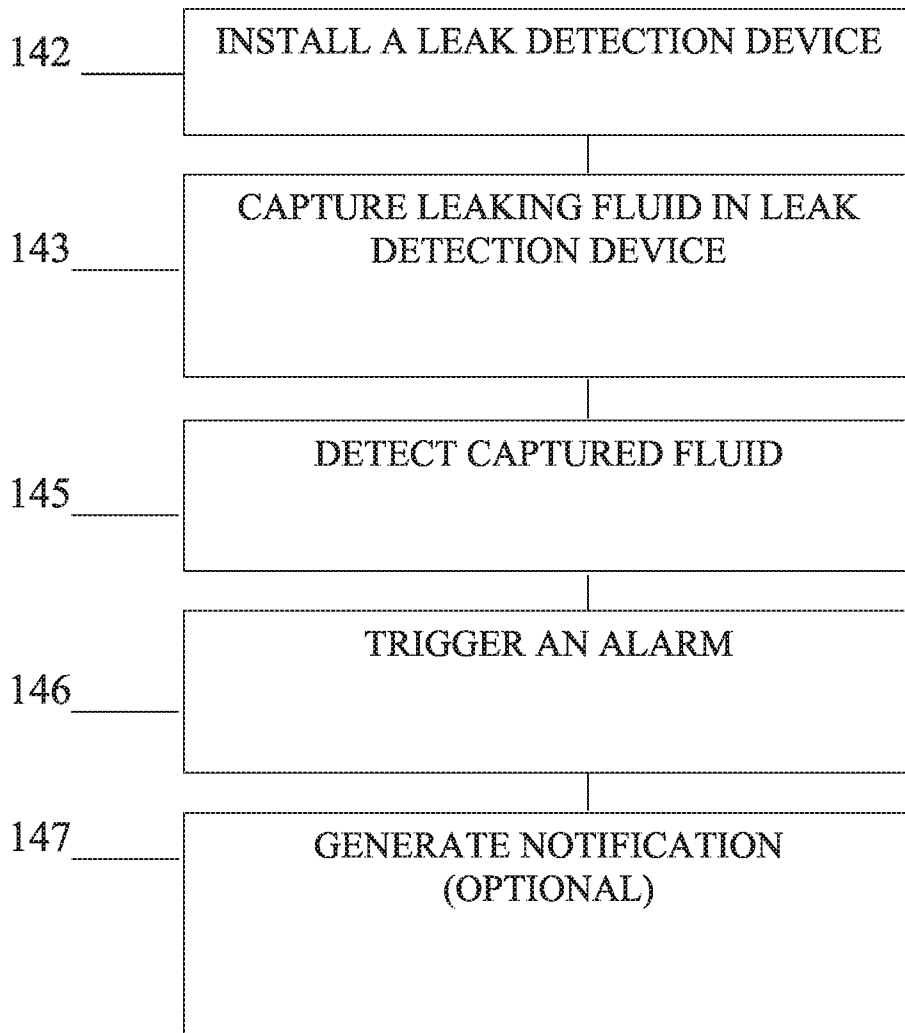 142
INSTALL A LEAK DETECTION DEVICE
143
CAPTURE LEAKING FLUID IN LEAK
DETECTION DEVICE
145
DETECT CAPTURED FLUID
146
TRIGGER AN ALARM
147
GENERATE NOTIFICATION
(OPTIONAL)